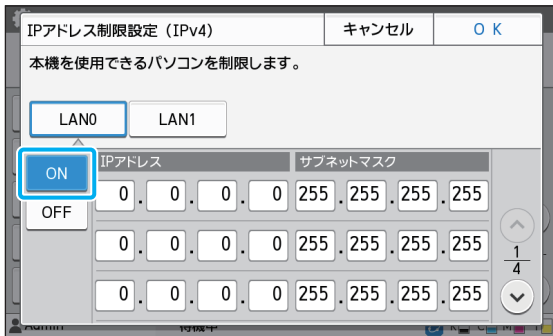 IPアドレス制限設定（IPv4）
キャンセル
O K
本機を使用できるパソコンを制限します。
LAN0
LAN1
ON
OFF
IPアドレス
サブネットマスク
0 . 0 . 0 . 0 255 . 255 . 255 . 255
0 . 0 . 0 . 0 255 . 255 . 255 . 255
0 . 0 . 0 . 0 255 . 255 . 255 . 255
1
4
Admin
待機中
K C M Y